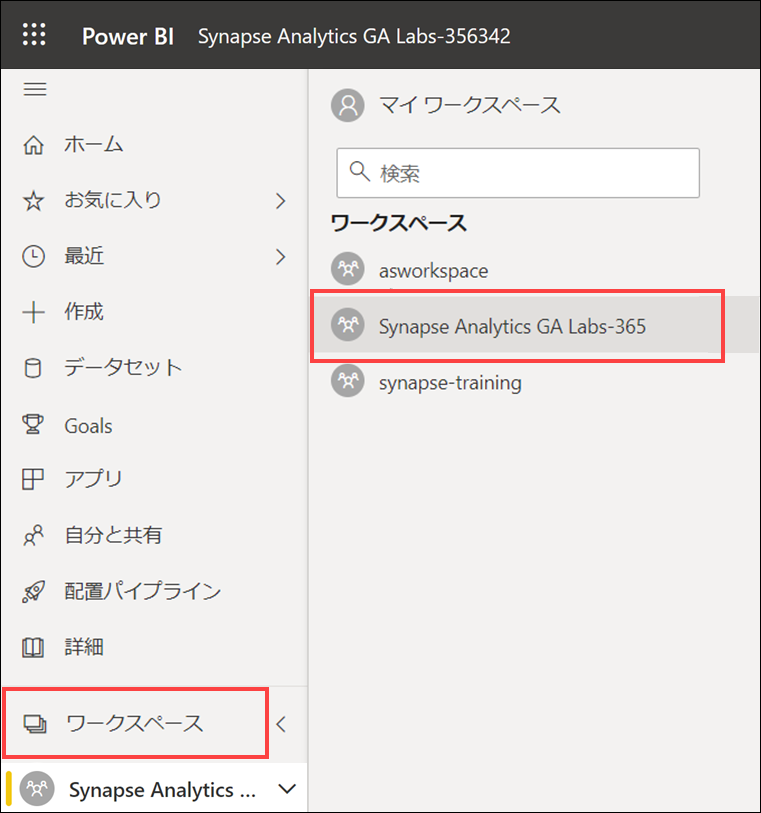 Power BI Synapse Analytics GA Labs-356342
ホーム
お気に入り
最近
作成
データセット
Goals
アプリ
自分と共有
配置パイプライン
詳細
ワークスペース
Synapse Analytics ...
マイ ワークスペース
検索
ワークスペース
asworkspace
Synapse Analytics GA Labs-365
synapse-training